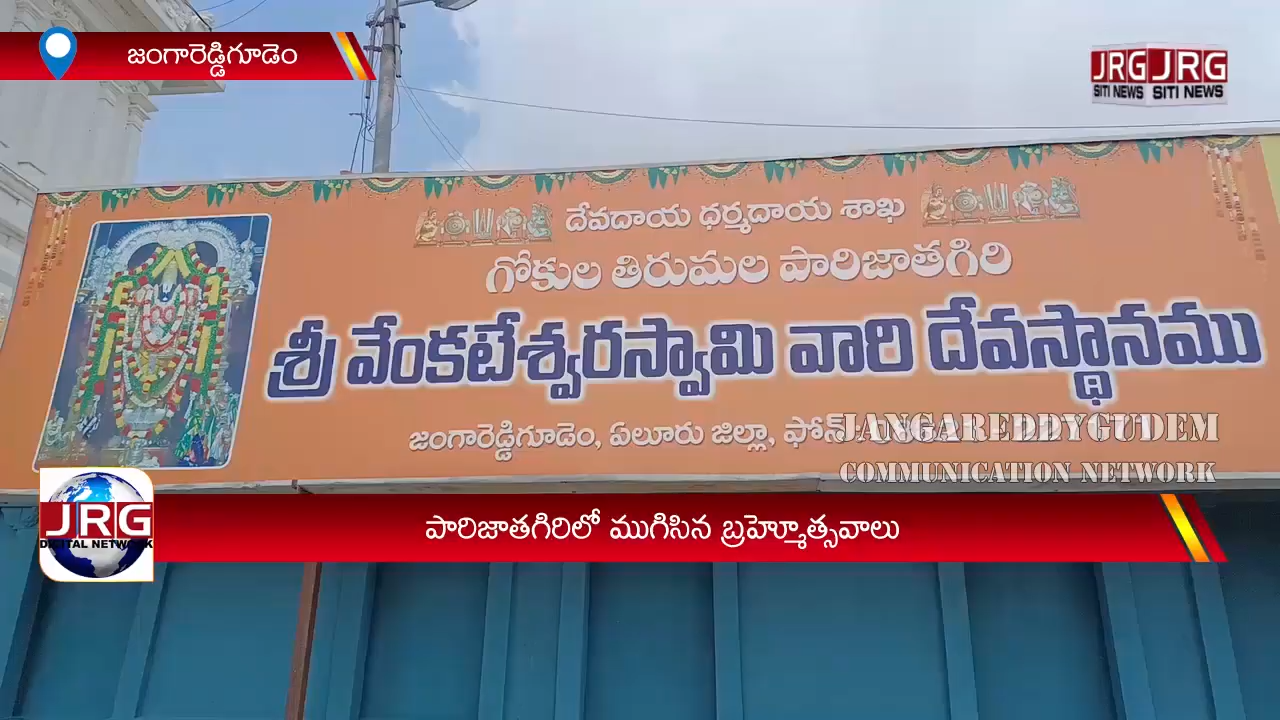 జంగారెడ్డిగూడెం
JRG JRG
SITI NEWS SITI NEWS
దేవదాయ ధర్మదాయ శాఖ
గోకుల తిరుమల పారిజాతగిరి
శ్రీ వేంకటేశ్వరస్వామి వారి దేవస్థానము
జంగారెడ్డిగూడెం, ఏలూరు జిల్లా, ఫోన్
JANGAREDDYGUDEM
COMMUNICATION NETWORK
JRG
DIGITAL NETWORK
పారిజాతగిరిలో ముగిసిన బ్రహ్మోత్సవాలు